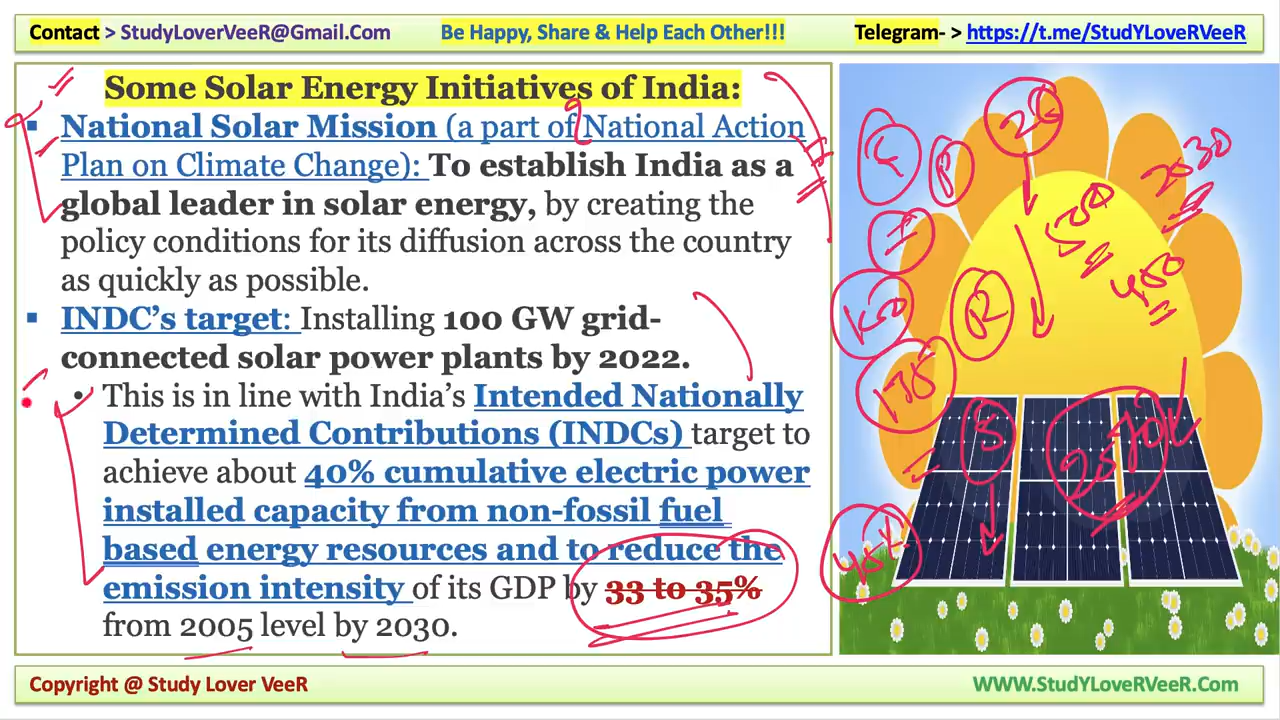 Contact > StudyLoverVeeR@Gmail.Com
Be Happy, Share & Help Each Other!!!
Telegram- > https://t.me/StudYLoveRVeeR
Some Solar Energy Initiatives of India:
▪ National Solar Mission (a part of National Action
Plan on Climate Change): To establish India as a
global leader in solar energy, by creating the
policy conditions for its diffusion across the country
as quickly as possible.
▪ INDC's target: Installing 100 GW grid-
connected solar power plants by 2022.
• This is in line with India's Intended Nationally
Determined Contributions (INDCs) target to
achieve about 40% cumulative electric power
installed capacity from non-fossil fuel
based energy resources and to reduce the
emission intensity of its GDP by 33 to 35%
from 2005 level by 2030.
2030
500
450
175
Copyright @ Study Lover VeeR
WWW.StudYLoveRVeeR.Com